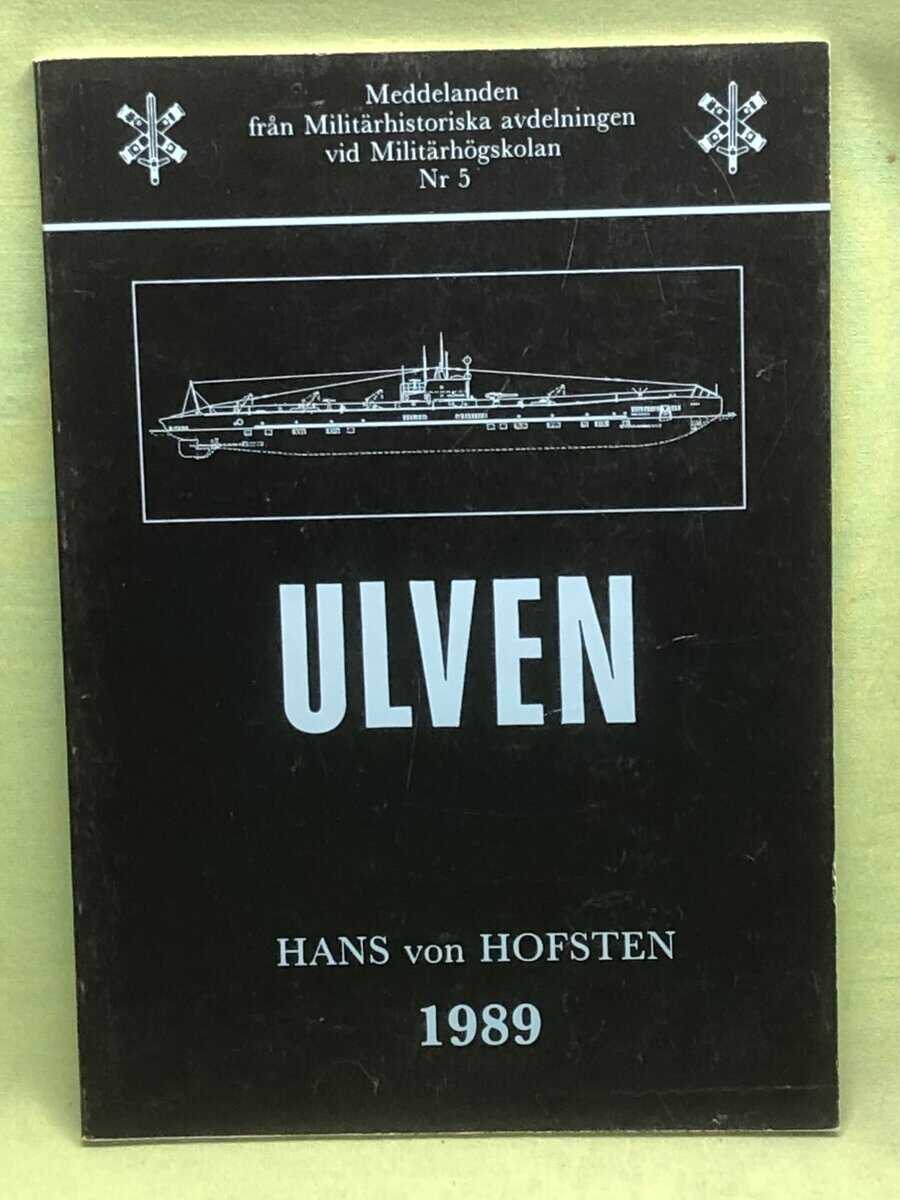 Meddelanden
från Militärhistoriska avdelningen
vid Militärhögskolan
Nr 5
ULVEN
HANS von HOFSTEN
1989